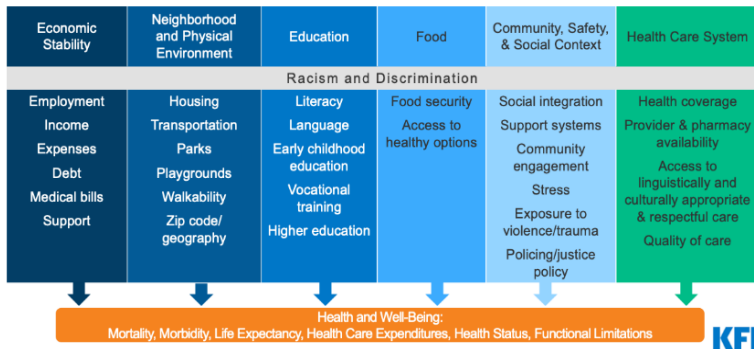 Economic
Stability
Neighborhood
and Physical
Environment
Education
Food
Community, Safety,
& Social Context
Health Care System
Racism and Discrimination
Employment
Income
Expenses
Debt
Medical bills
Support
Housing
Transportation
Parks
Playgrounds
Walkability
Zip code/
geography
Literacy
Language
Early childhood
education
Vocational
training
Higher education
Food security
Access to
healthy options
Social integration
Support systems
Community
engagement
Stress
Exposure to
violence/trauma
Policing/justice
policy
Health coverage
Provider & pharmacy
availability
Access to
linguistically and
culturally appropriate
& respectful care
Quality of care
Health and Well-Being:
Mortality, Morbidity, Life Expectancy, Health Care Expenditures, Health Status, Functional Limitations